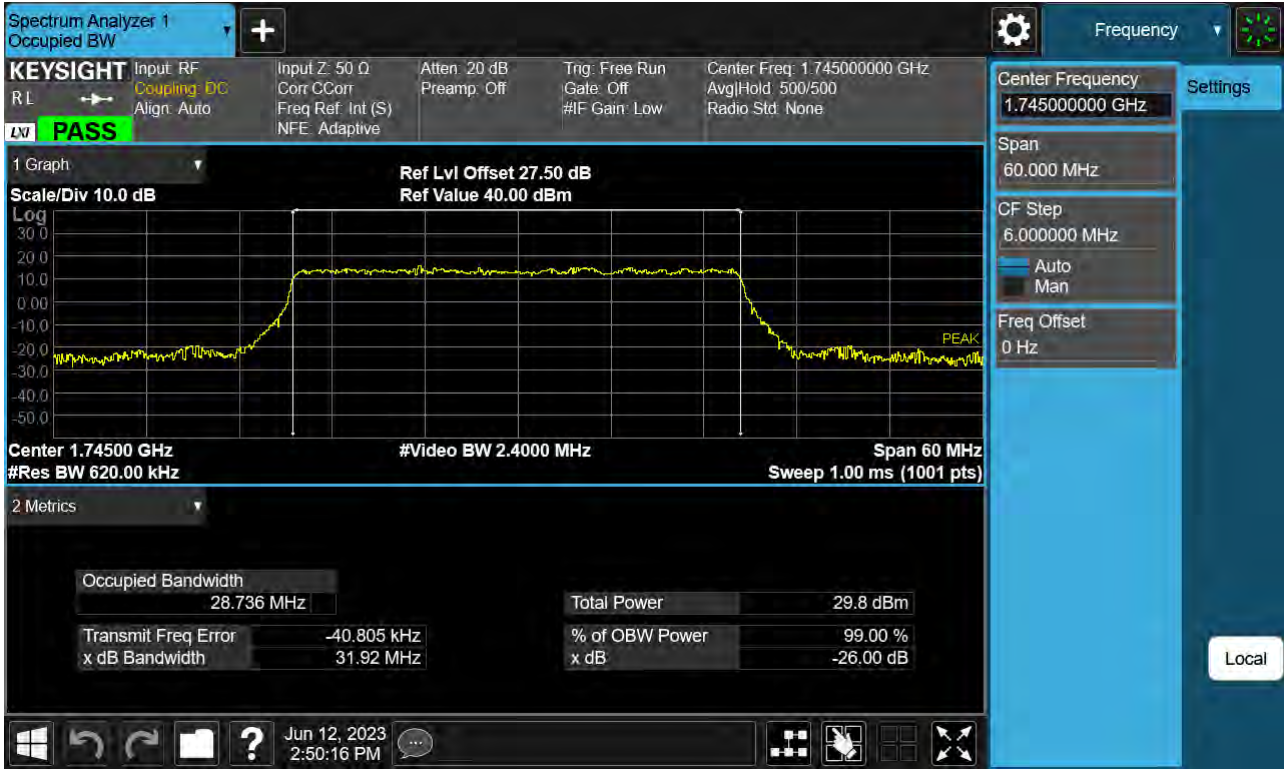 Spectrum Analyzer 1
Occupied BW
Frequency
KEYSIGHT
R L
LXI
PASS
Input: RF
Coupling: DC
Align: Auto
Input Z: 50 Ω
Corr CCorr
Freq Ref: Int (S)
NFE: Adaptive
Atten: 20 dB
Preamp: Off
Trig: Free Run
Gate: Off
#IF Gain: Low
Center Freq: 1.745000000 GHz
Avg|Hold: 500/500
Radio Std: None
Center Frequency
1.745000000 GHz
Settings
Span
60.000 MHz
CF Step
6.000000 MHz
Auto
Man
Freq Offset
0 Hz
Local
1 Graph
Ref Lvl Offset 27.50 dB
Scale/Div 10.0 dB
Ref Value 40.00 dBm
Log
30.0
20.0
10.0
0.00
-10.0
-20.0
-30.0
-40.0
-50.0
PEAK
Center 1.74500 GHz
#Video BW 2.4000 MHz
Span 60 MHz
#Res BW 620.00 kHz
Sweep 1.00 ms (1001 pts)
2 Metrics
Occupied Bandwidth
28.736 MHz
Total Power 29.8 dBm
Transmit Freq Error -40.805 kHz
% of OBW Power 99.00 %
x dB Bandwidth 31.92 MHz
x dB -26.00 dB
Jun 12, 2023
2:50:16 PM